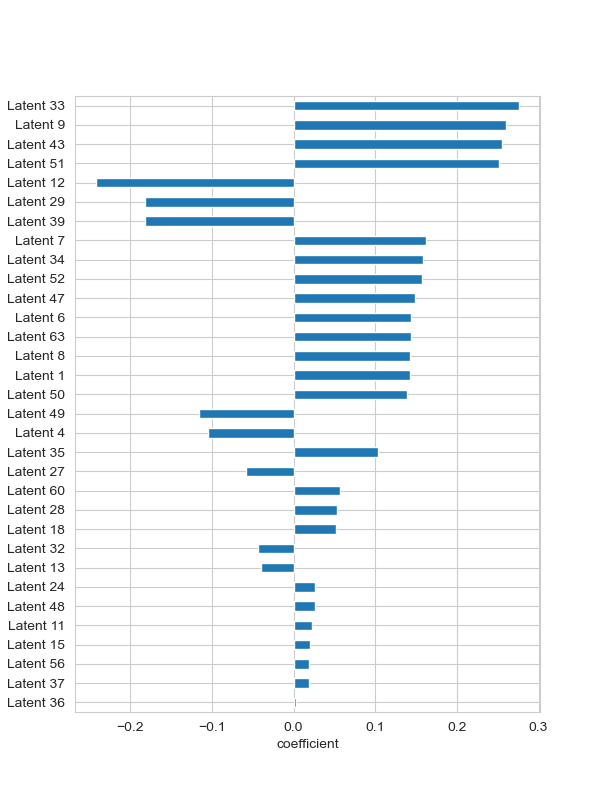 Latent 33
Latent 9
Latent 43
Latent 51
Latent 12
Latent 29
Latent 39
Latent 7
Latent 34
Latent 52
Latent 47
Latent 6
Latent 63
Latent 8
Latent 1
Latent 50
Latent 49
Latent 4
Latent 35
Latent 27
Latent 60
Latent 28
Latent 18
Latent 32
Latent 13
Latent 24
Latent 48
Latent 11
Latent 15
Latent 56
Latent 37
Latent 36
−0.2 −0.1 0.0 0.1 0.2 0.3
coefficient